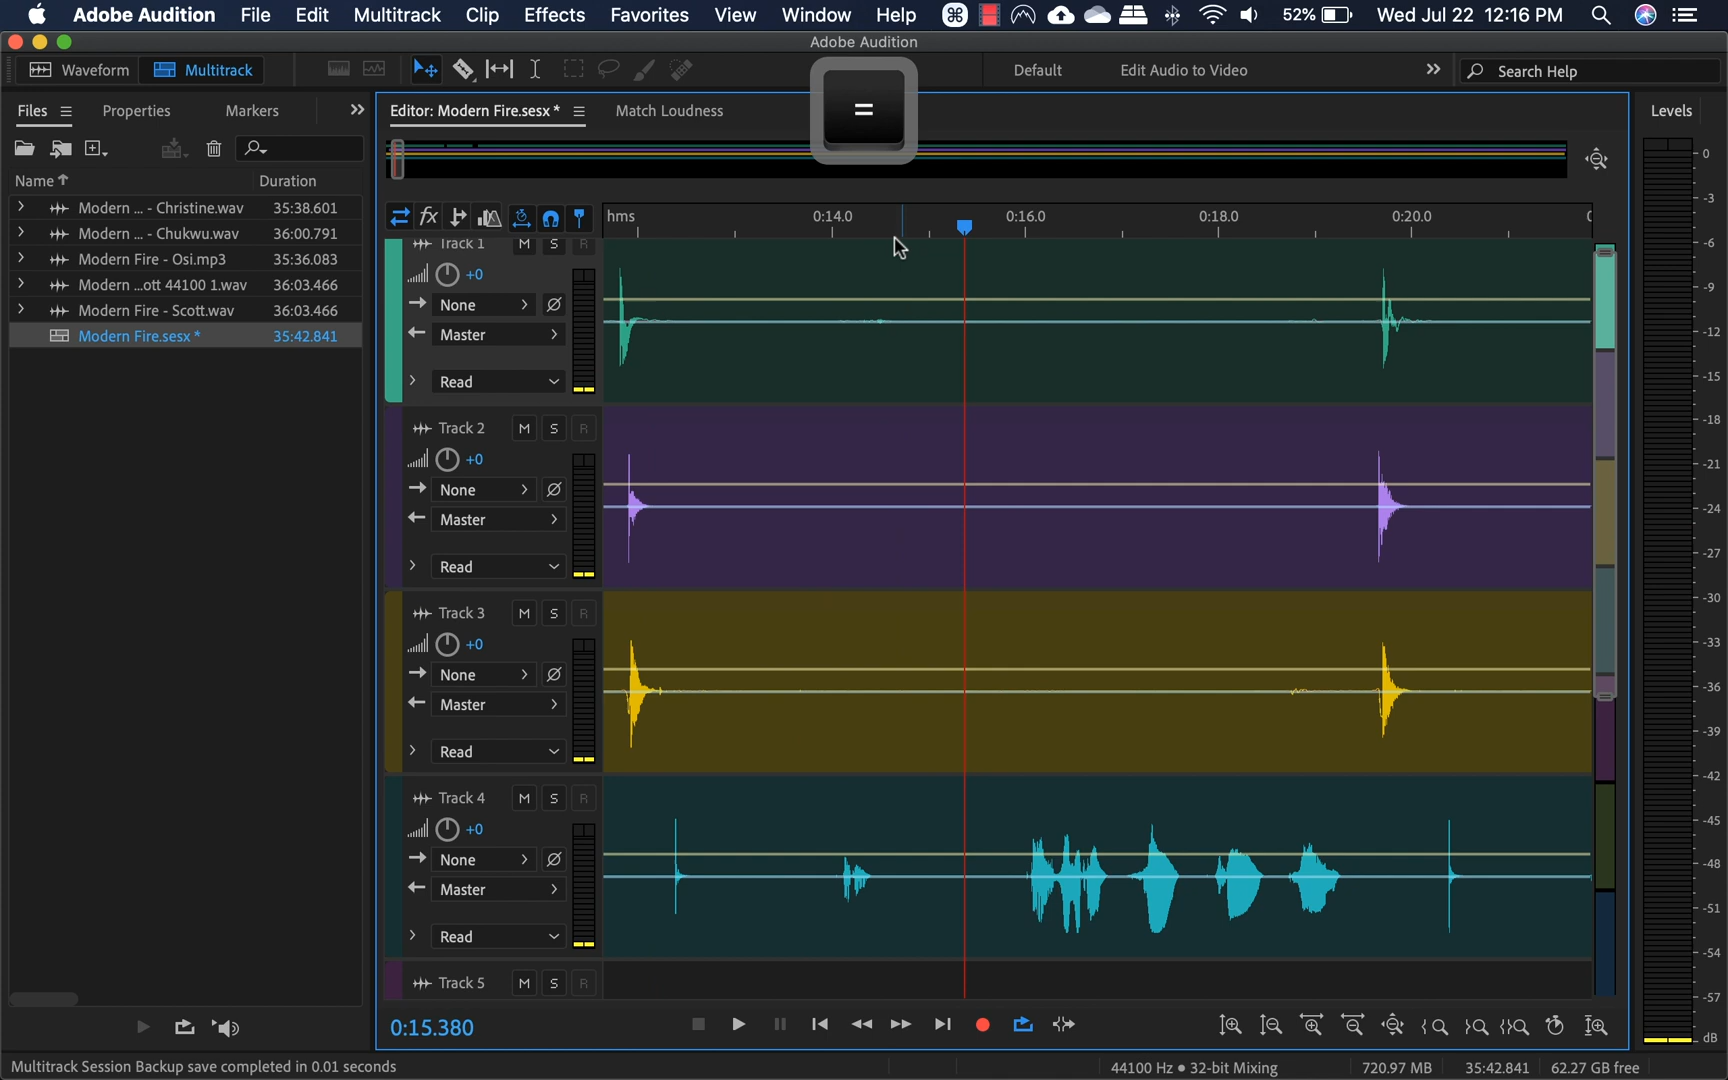 Adobe Audition File Edit Multitrack Clip Effects Favorites View Window Help 52% Wed Jul 22 12:16 PM
Adobe Audition
Waveform Multitrack Default Edit Audio to Video Search Help
Files Properties Markers Editor: Modern Fire.sesx * Match Loudness Levels
=
Name Duration
Modern ... - Christine.wav 35:38.601
Modern ... - Chukwu.wav 36:00.791
Modern Fire - Osi.mp3 35:36.083
Modern ...ott 44100 1.wav 36:03.466
Modern Fire - Scott.wav 36:03.466
Modern Fire.sesx * 35:42.841
fx hms 0:14.0 0:16.0 0:18.0 0:20.0
Track 1 M S R
+0
None
Master
Read
Track 2 M S R
+0
None
Master
Read
Track 3 M S R
+0
None
Master
Read
Track 4 M S R
+0
None
Master
Read
Track 5 M S R
0
-3
-6
-9
-12
-15
-18
-21
-24
-27
-30
-33
-36
-39
-42
-45
-48
-51
-54
-57
dB
0:15.380
Multitrack Session Backup save completed in 0.01 seconds 44100 Hz ● 32-bit Mixing 720.97 MB 35:42.841 62.27 GB free